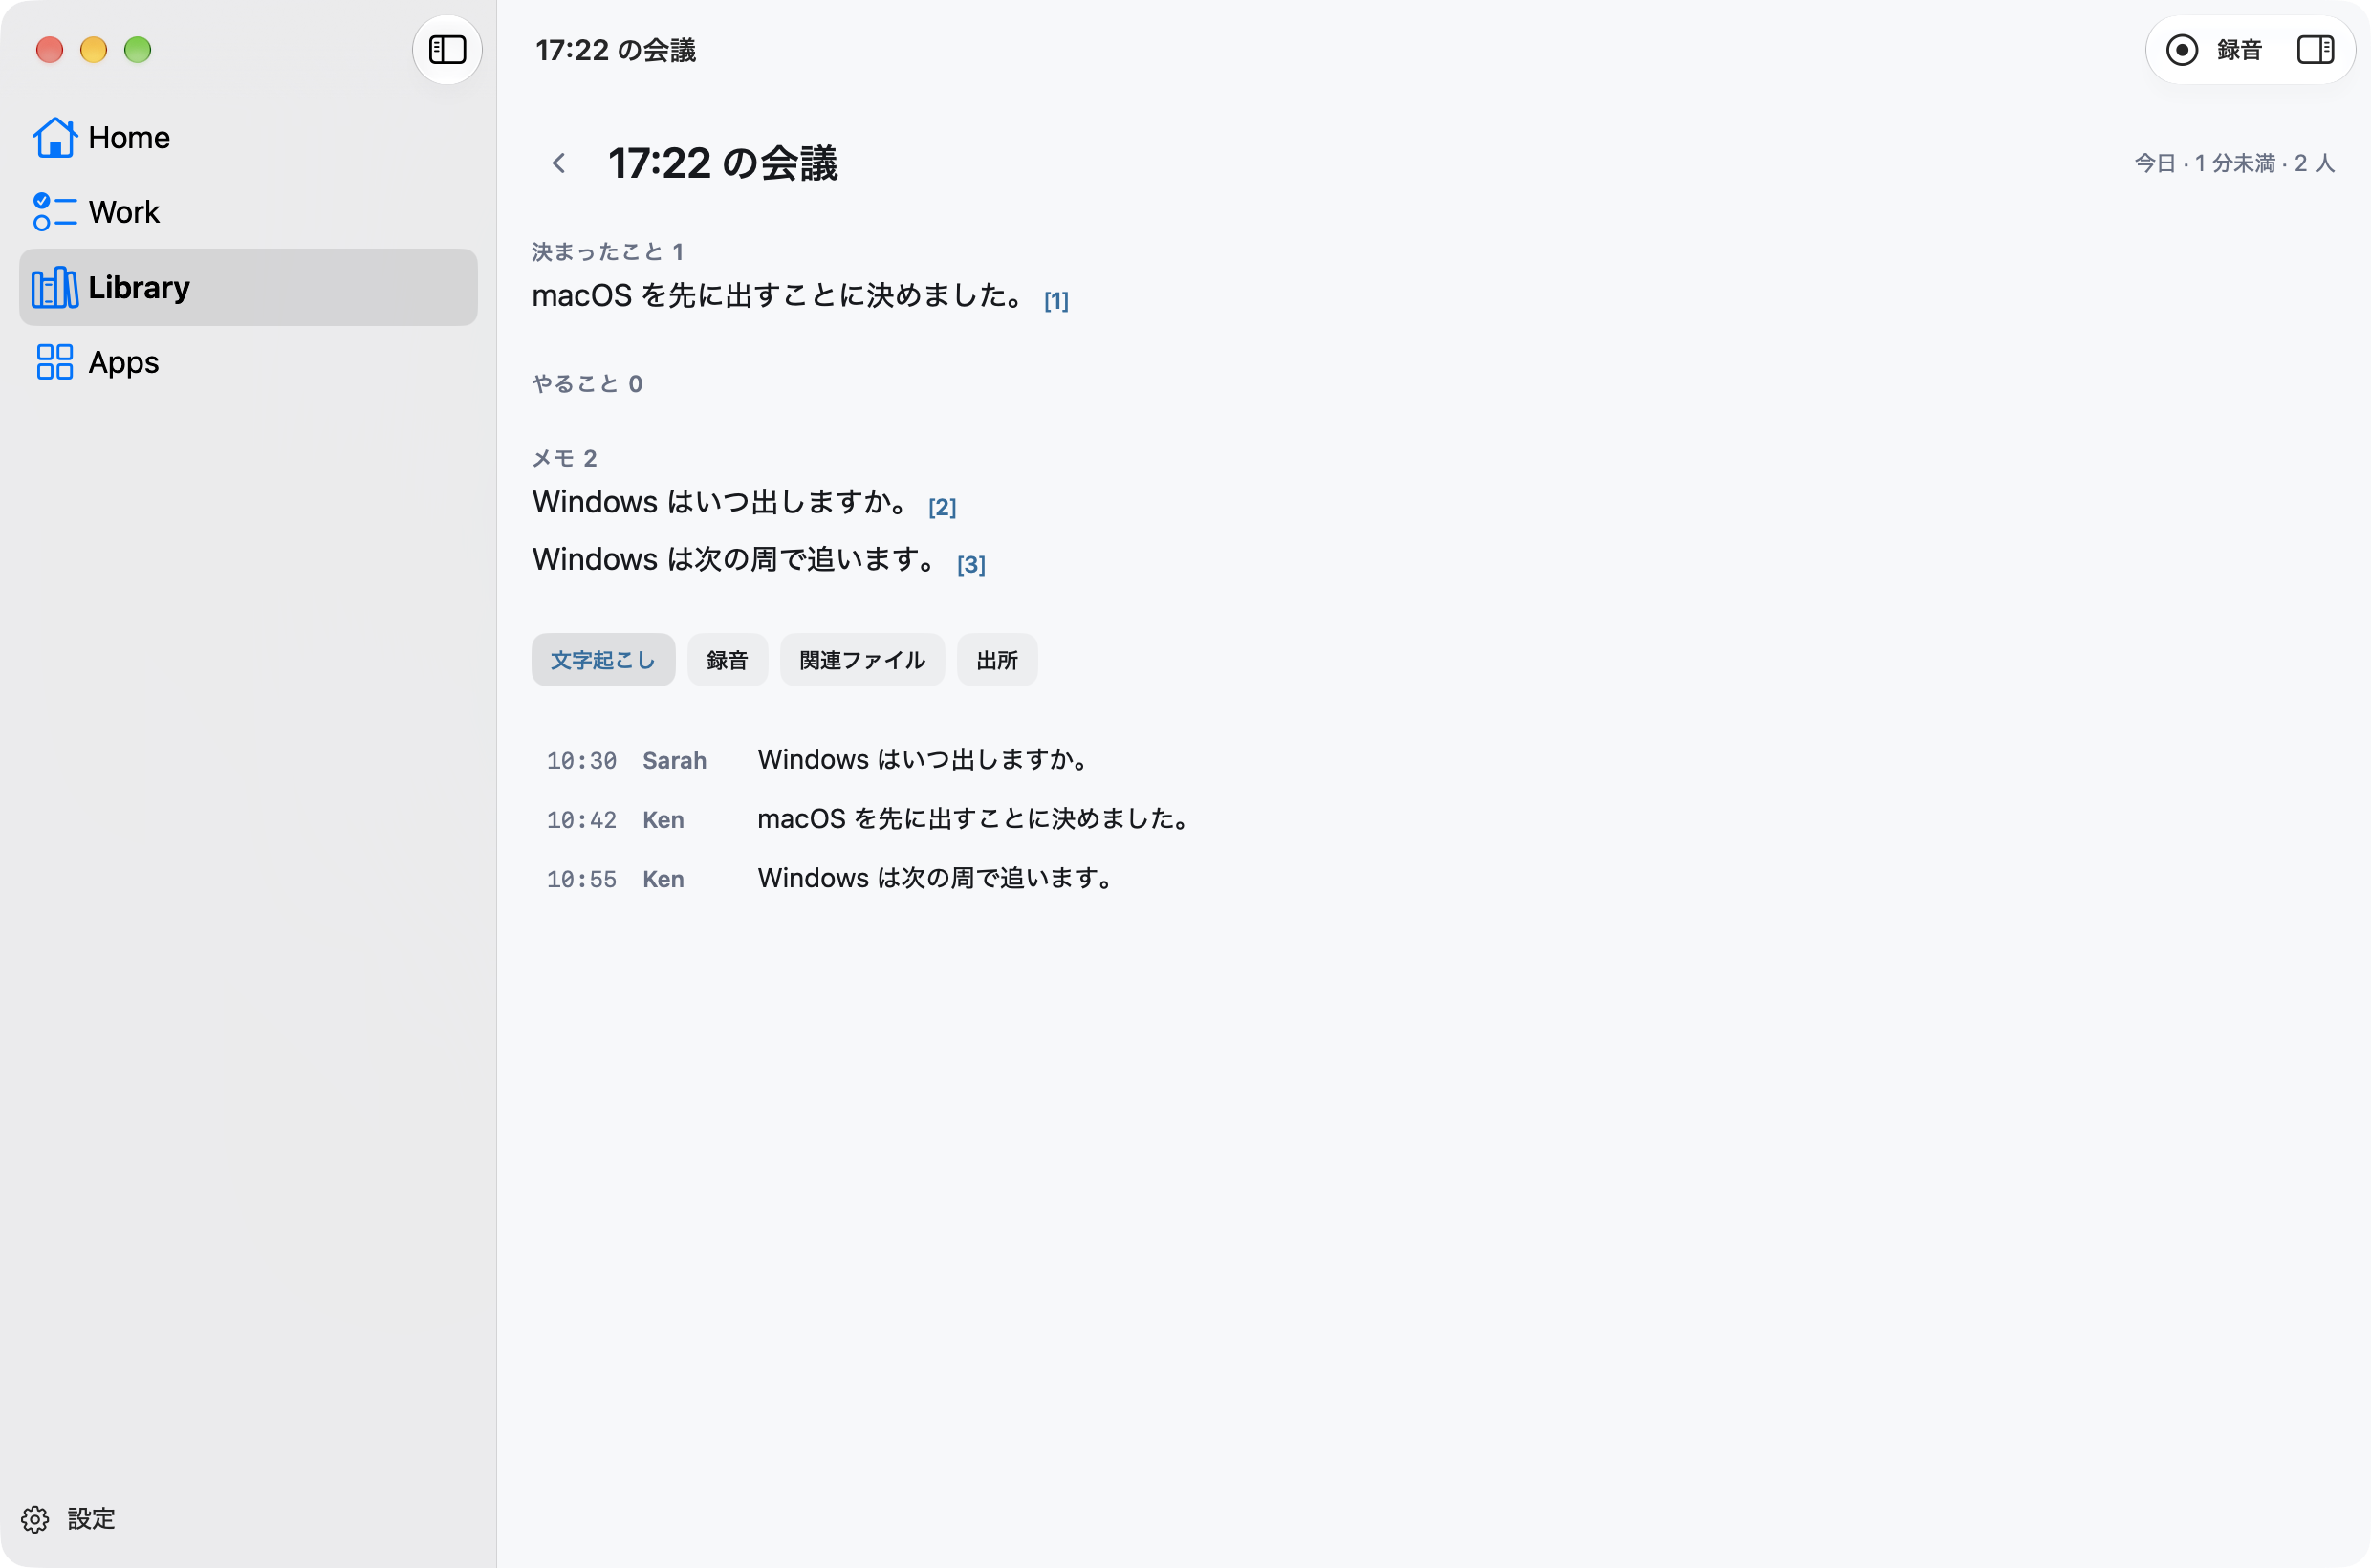 17:22 の会議
録音
Home
Work
Library
Apps
設定
17:22 の会議
今日 · 1 分未満 · 2 人
決まったこと 1
macOS を先に出すことに決めました。 [1]
やること 0
メモ 2
Windows はいつ出しますか。 [2]
Windows は次の周で追います。 [3]
文字起こし 録音 関連ファイル 出所
10:30 Sarah Windows はいつ出しますか。
10:42 Ken macOS を先に出すことに決めました。
10:55 Ken Windows は次の周で追います。